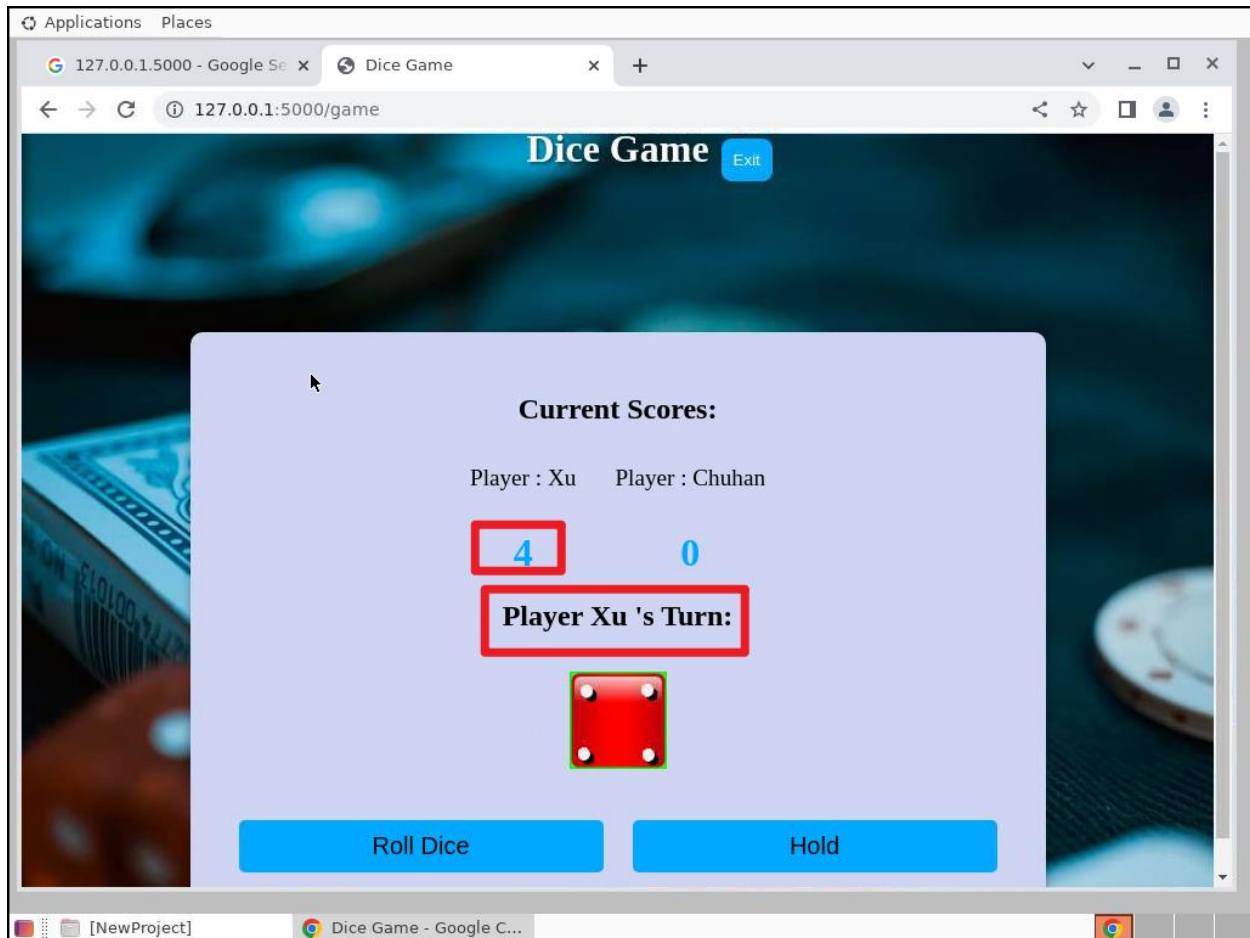 Applications Places
127.0.0.1.5000 - Google Se
Dice Game
127.0.0.1:5000/game
Dice Game Exit
Current Scores:
Player : Xu Player : Chuhan
4 0
Player Xu 's Turn:
Roll Dice Hold
[NewProject] Dice Game - Google C...